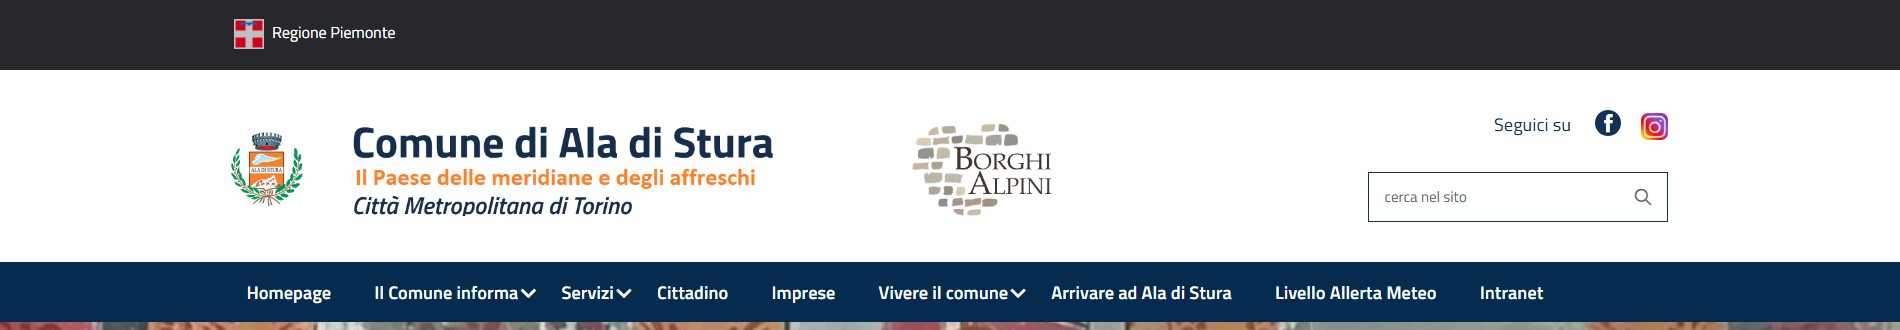 Regione Piemonte
Comune di Ala di Stura
Il Paese delle meridiane e degli affreschi
Città Metropolitana di Torino
ALA DI STURA
BORGHI
ALPINI
Seguici su
cerca nel sito
Homepage Il Comune informa Servizi Cittadino Imprese Vivere il comune Arrivare ad Ala di Stura Livello Allerta Meteo Intranet